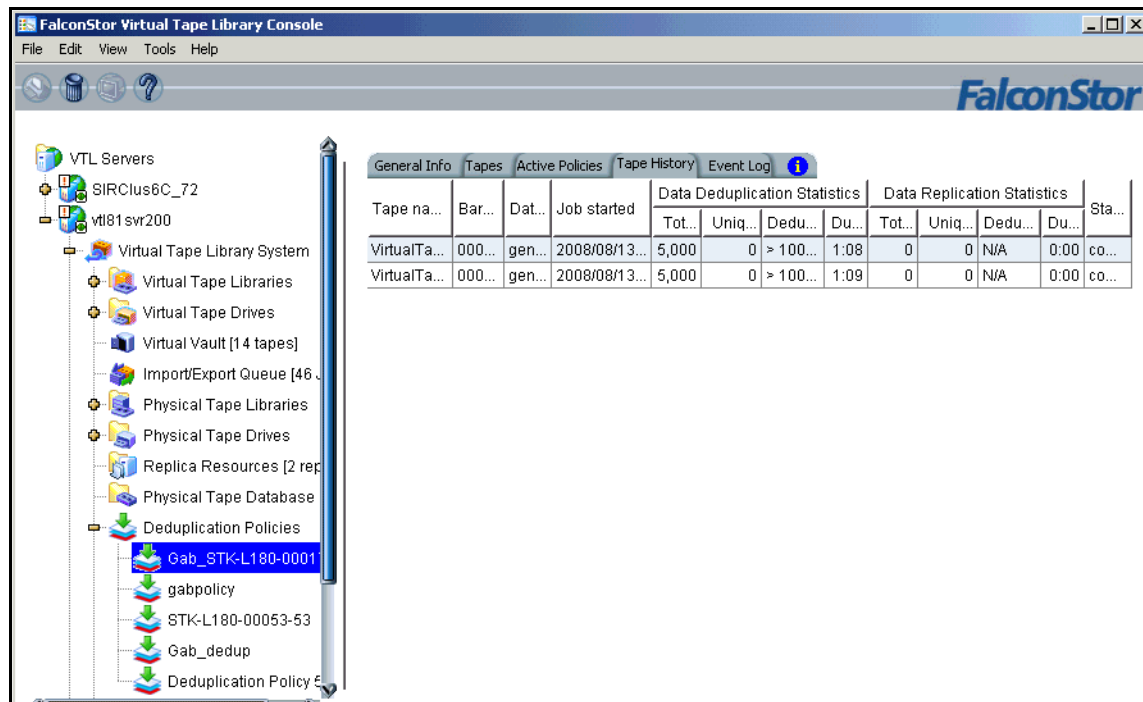 FalconStor Virtual Tape Library Console
File Edit View Tools Help
FalconStor
VTL Servers
SIRClus6C_72
vtl81svr200
Virtual Tape Library System
Virtual Tape Libraries
Virtual Tape Drives
Virtual Vault [14 tapes]
Import/Export Queue [46
Physical Tape Libraries
Physical Tape Drives
Replica Resources [2 rep
Physical Tape Database
Deduplication Policies
Gab_STK-L180-00017
gabpolicy
STK-L180-00053-53
Gab_dedup
Deduplication Policy 5
General Info Tapes Active Policies Tape History Event Log
Tape na... Bar... Dat... Job started Data Deduplication Statistics Data Replication Statistics Sta...
Tot... Uniq... Dedu... Du... Tot... Uniq... Dedu... Du...
VirtualTa... 000... gen... 2008/08/13... 5,000 0 > 100... 1:08 0 0 N/A 0:00 co...
VirtualTa... 000... gen... 2008/08/13... 5,000 0 > 100... 1:09 0 0 N/A 0:00 co...